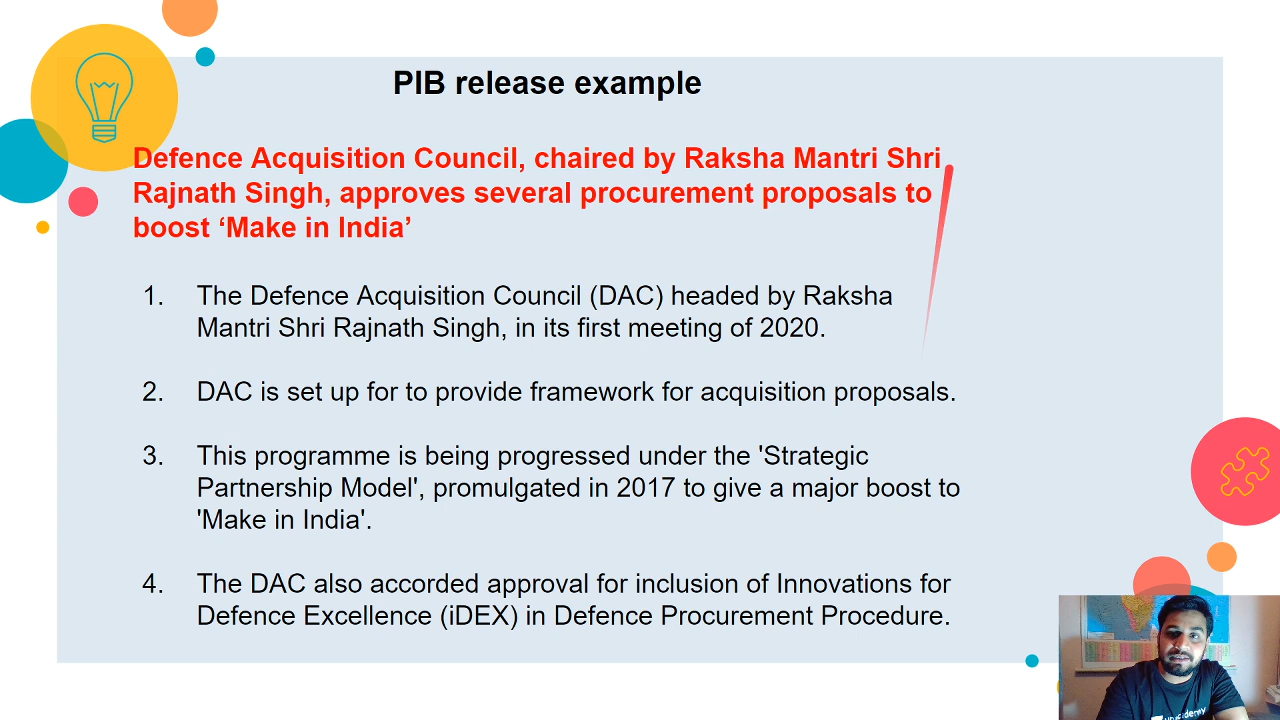 PIB release example
Defence Acquisition Council, chaired by Raksha Mantri Shri
Rajnath Singh, approves several procurement proposals to
boost ‘Make in India’
1. The Defence Acquisition Council (DAC) headed by Raksha
Mantri Shri Rajnath Singh, in its first meeting of 2020.
2. DAC is set up for to provide framework for acquisition proposals.
3. This programme is being progressed under the 'Strategic
Partnership Model', promulgated in 2017 to give a major boost to
'Make in India'.
4. The DAC also accorded approval for inclusion of Innovations for
Defence Excellence (iDEX) in Defence Procurement Procedure.